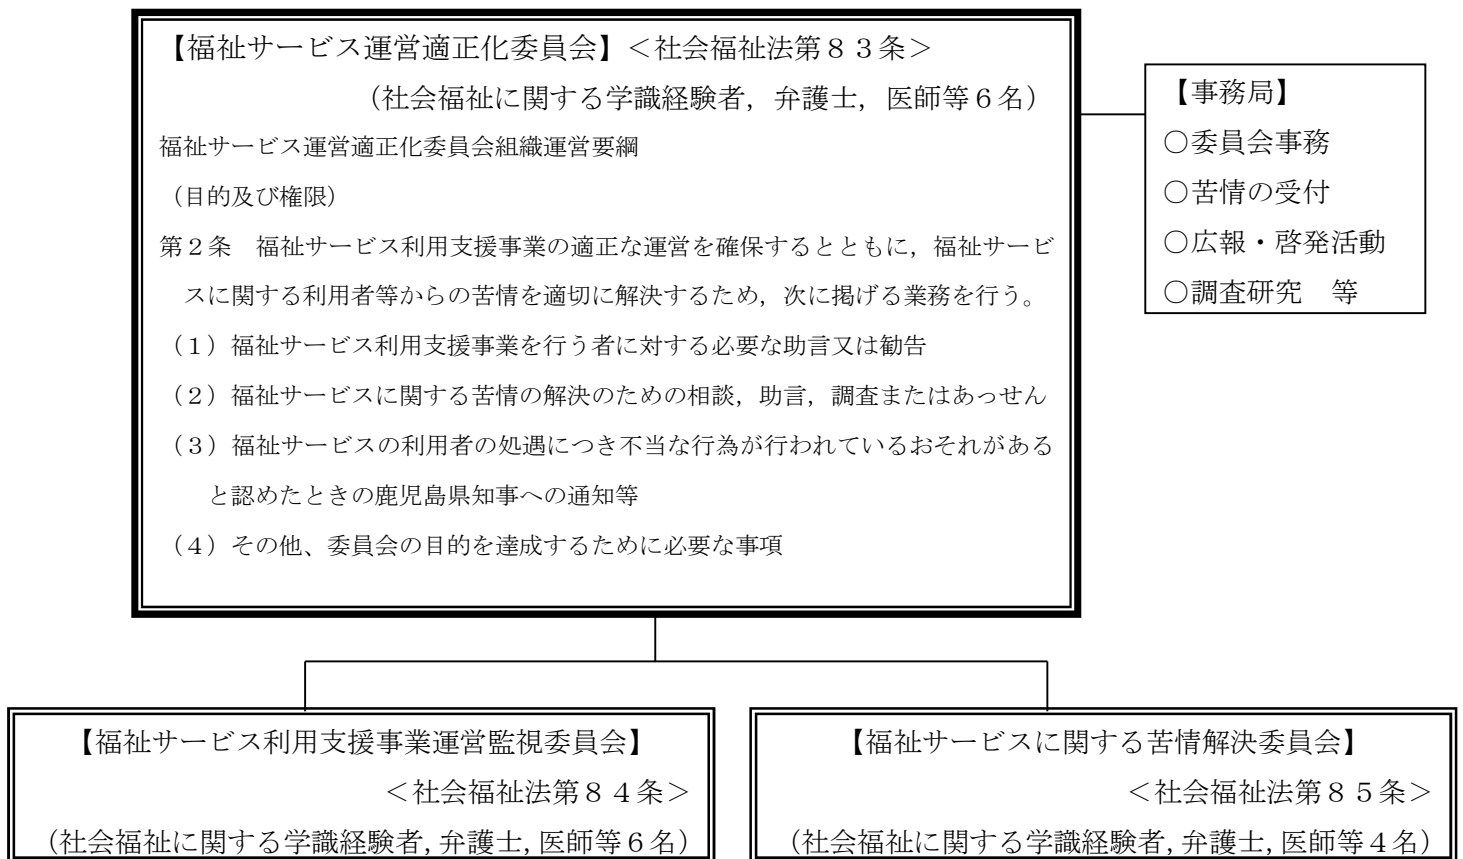 【福祉サービス運営適正化委員会】＜社会福祉法第８３条＞
（社会福祉に関する学識経験者，弁護士，医師等６名）
福祉サービス運営適正化委員会組織運営要綱
（目的及び権限）
第２条　福祉サービス利用支援事業の適正な運営を確保するとともに，福祉サービ
スに関する利用者等からの苦情を適切に解決するため，次に掲げる業務を行う。
（１）福祉サービス利用支援事業を行う者に対する必要な助言又は勧告
（２）福祉サービスに関する苦情の解決のための相談，助言，調査またはあっせん
（３）福祉サービスの利用者の処遇につき不当な行為が行われているおそれがある
と認めたときの鹿児島県知事への通知等
（４）その他、委員会の目的を達成するために必要な事項
【事務局】
○委員会事務
○苦情の受付
○広報・啓発活動
○調査研究　等
【福祉サービス利用支援事業運営監視委員会】
＜社会福祉法第８４条＞
（社会福祉に関する学識経験者，弁護士，医師等６名）
【福祉サービスに関する苦情解決委員会】
＜社会福祉法第８５条＞
（社会福祉に関する学識経験者，弁護士，医師等４名）